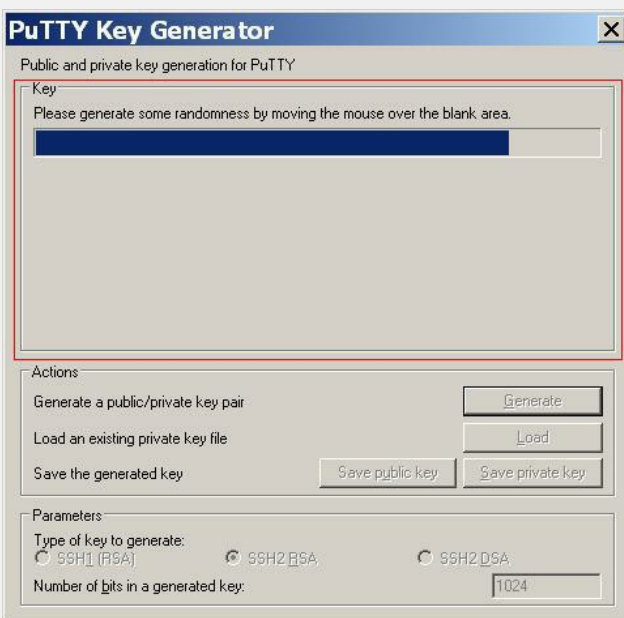 PuTTY Key Generator
Public and private key generation for PuTTY
Key
Please generate some randomness by moving the mouse over the blank area.
Actions
Generate a public/private key pair
Generate
Load an existing private key file
Load
Save the generated key
Save public key
Save private key
Parameters
Type of key to generate:
SSH1 (RSA)
SSH2 RSA
SSH2 DSA
Number of bits in a generated key:
1024